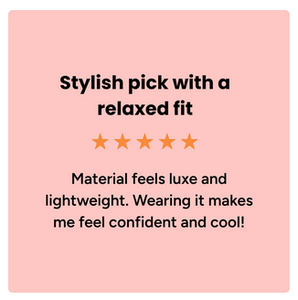 Stylish pick with a
relaxed fit
Material feels luxe and
lightweight. Wearing it makes
me feel confident and cool!